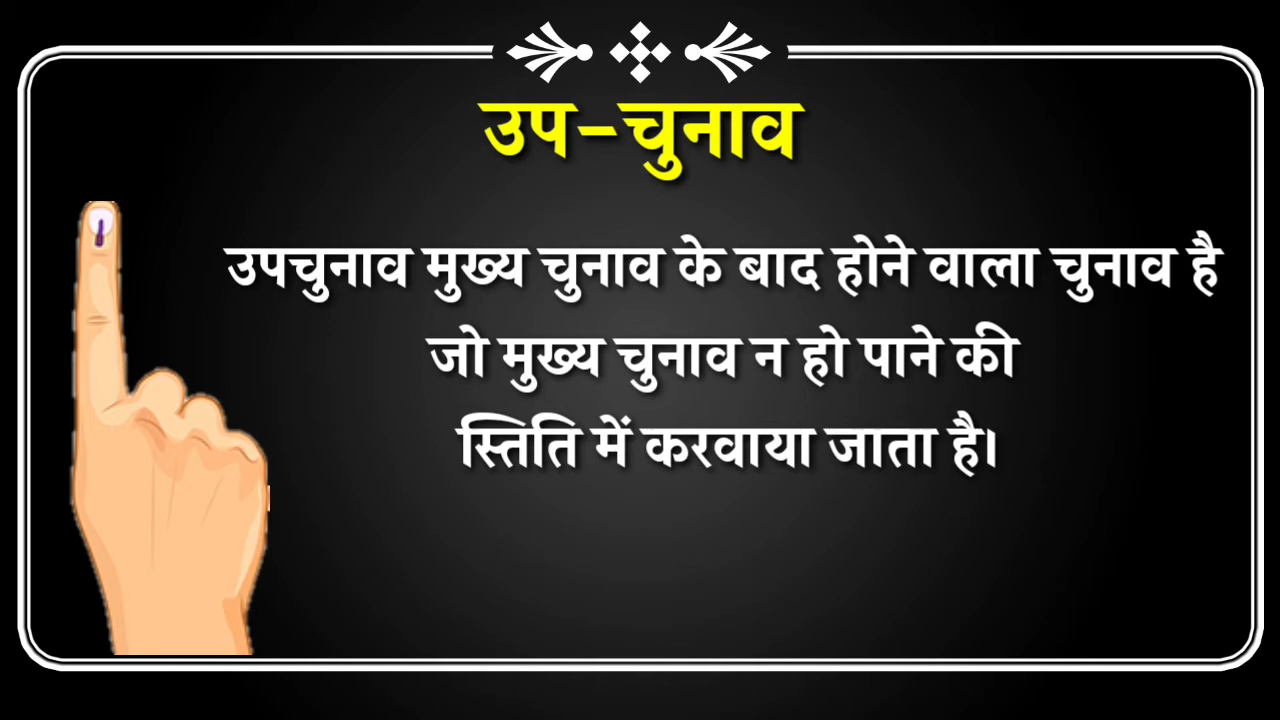 उप-चुनाव
उपचुनाव मुख्य चुनाव के बाद होने वाला चुनाव है
जो मुख्य चुनाव न हो पाने की
स्तिति में करवाया जाता है।